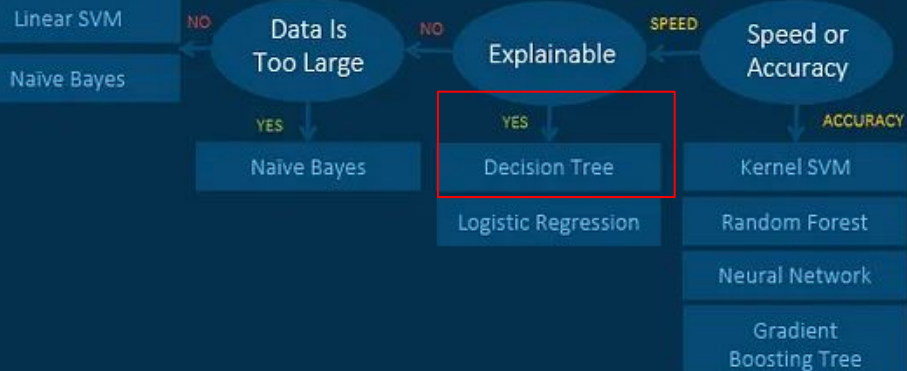 Linear SVM
Naïve Bayes
NO
Data Is
Too Large
NO
Explainable
SPEED
Speed or
Accuracy
YES
YES
ACCURACY
Naïve Bayes
Decision Tree
Kernel SVM
Logistic Regression
Random Forest
Neural Network
Gradient
Boosting Tree